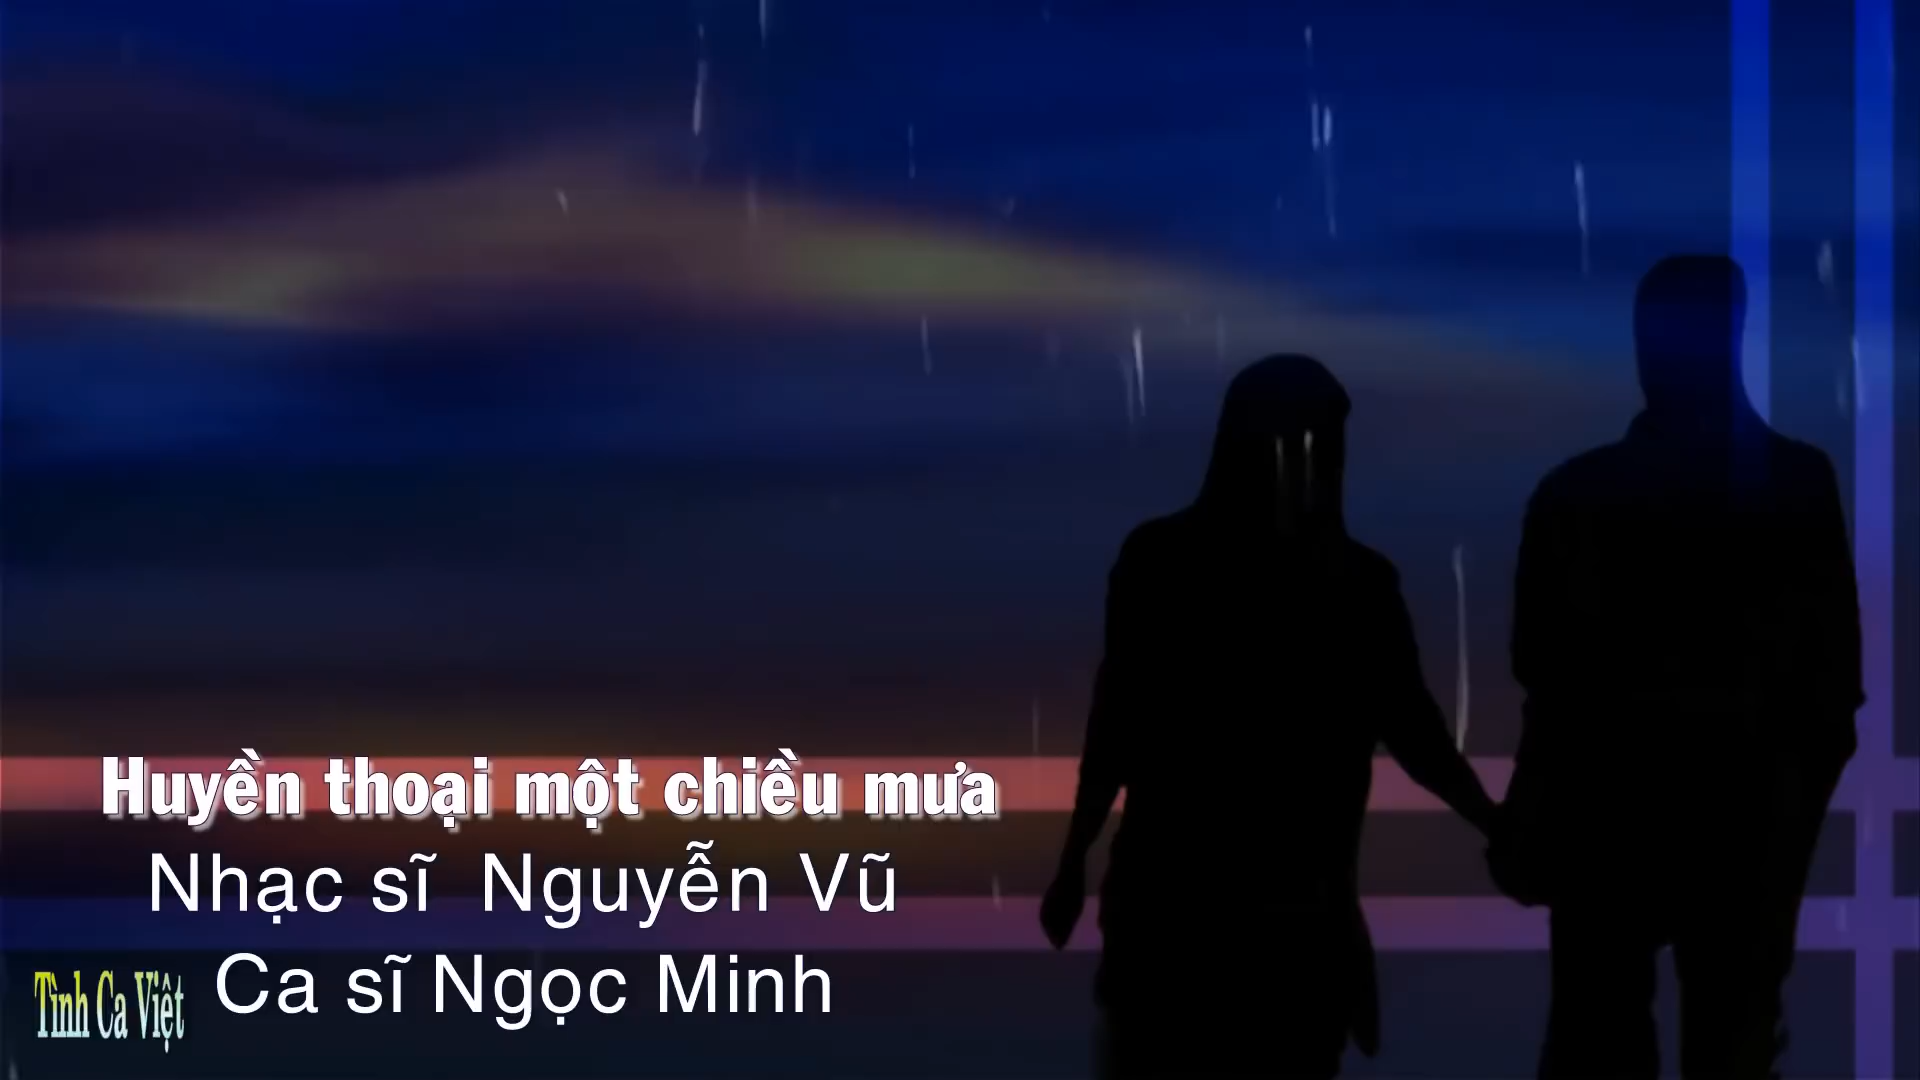 Huyền thoại một chiều mưa
Nhạc sĩ Nguyễn Vũ
Ca sĩ Ngọc Minh
Tình Ca Việt